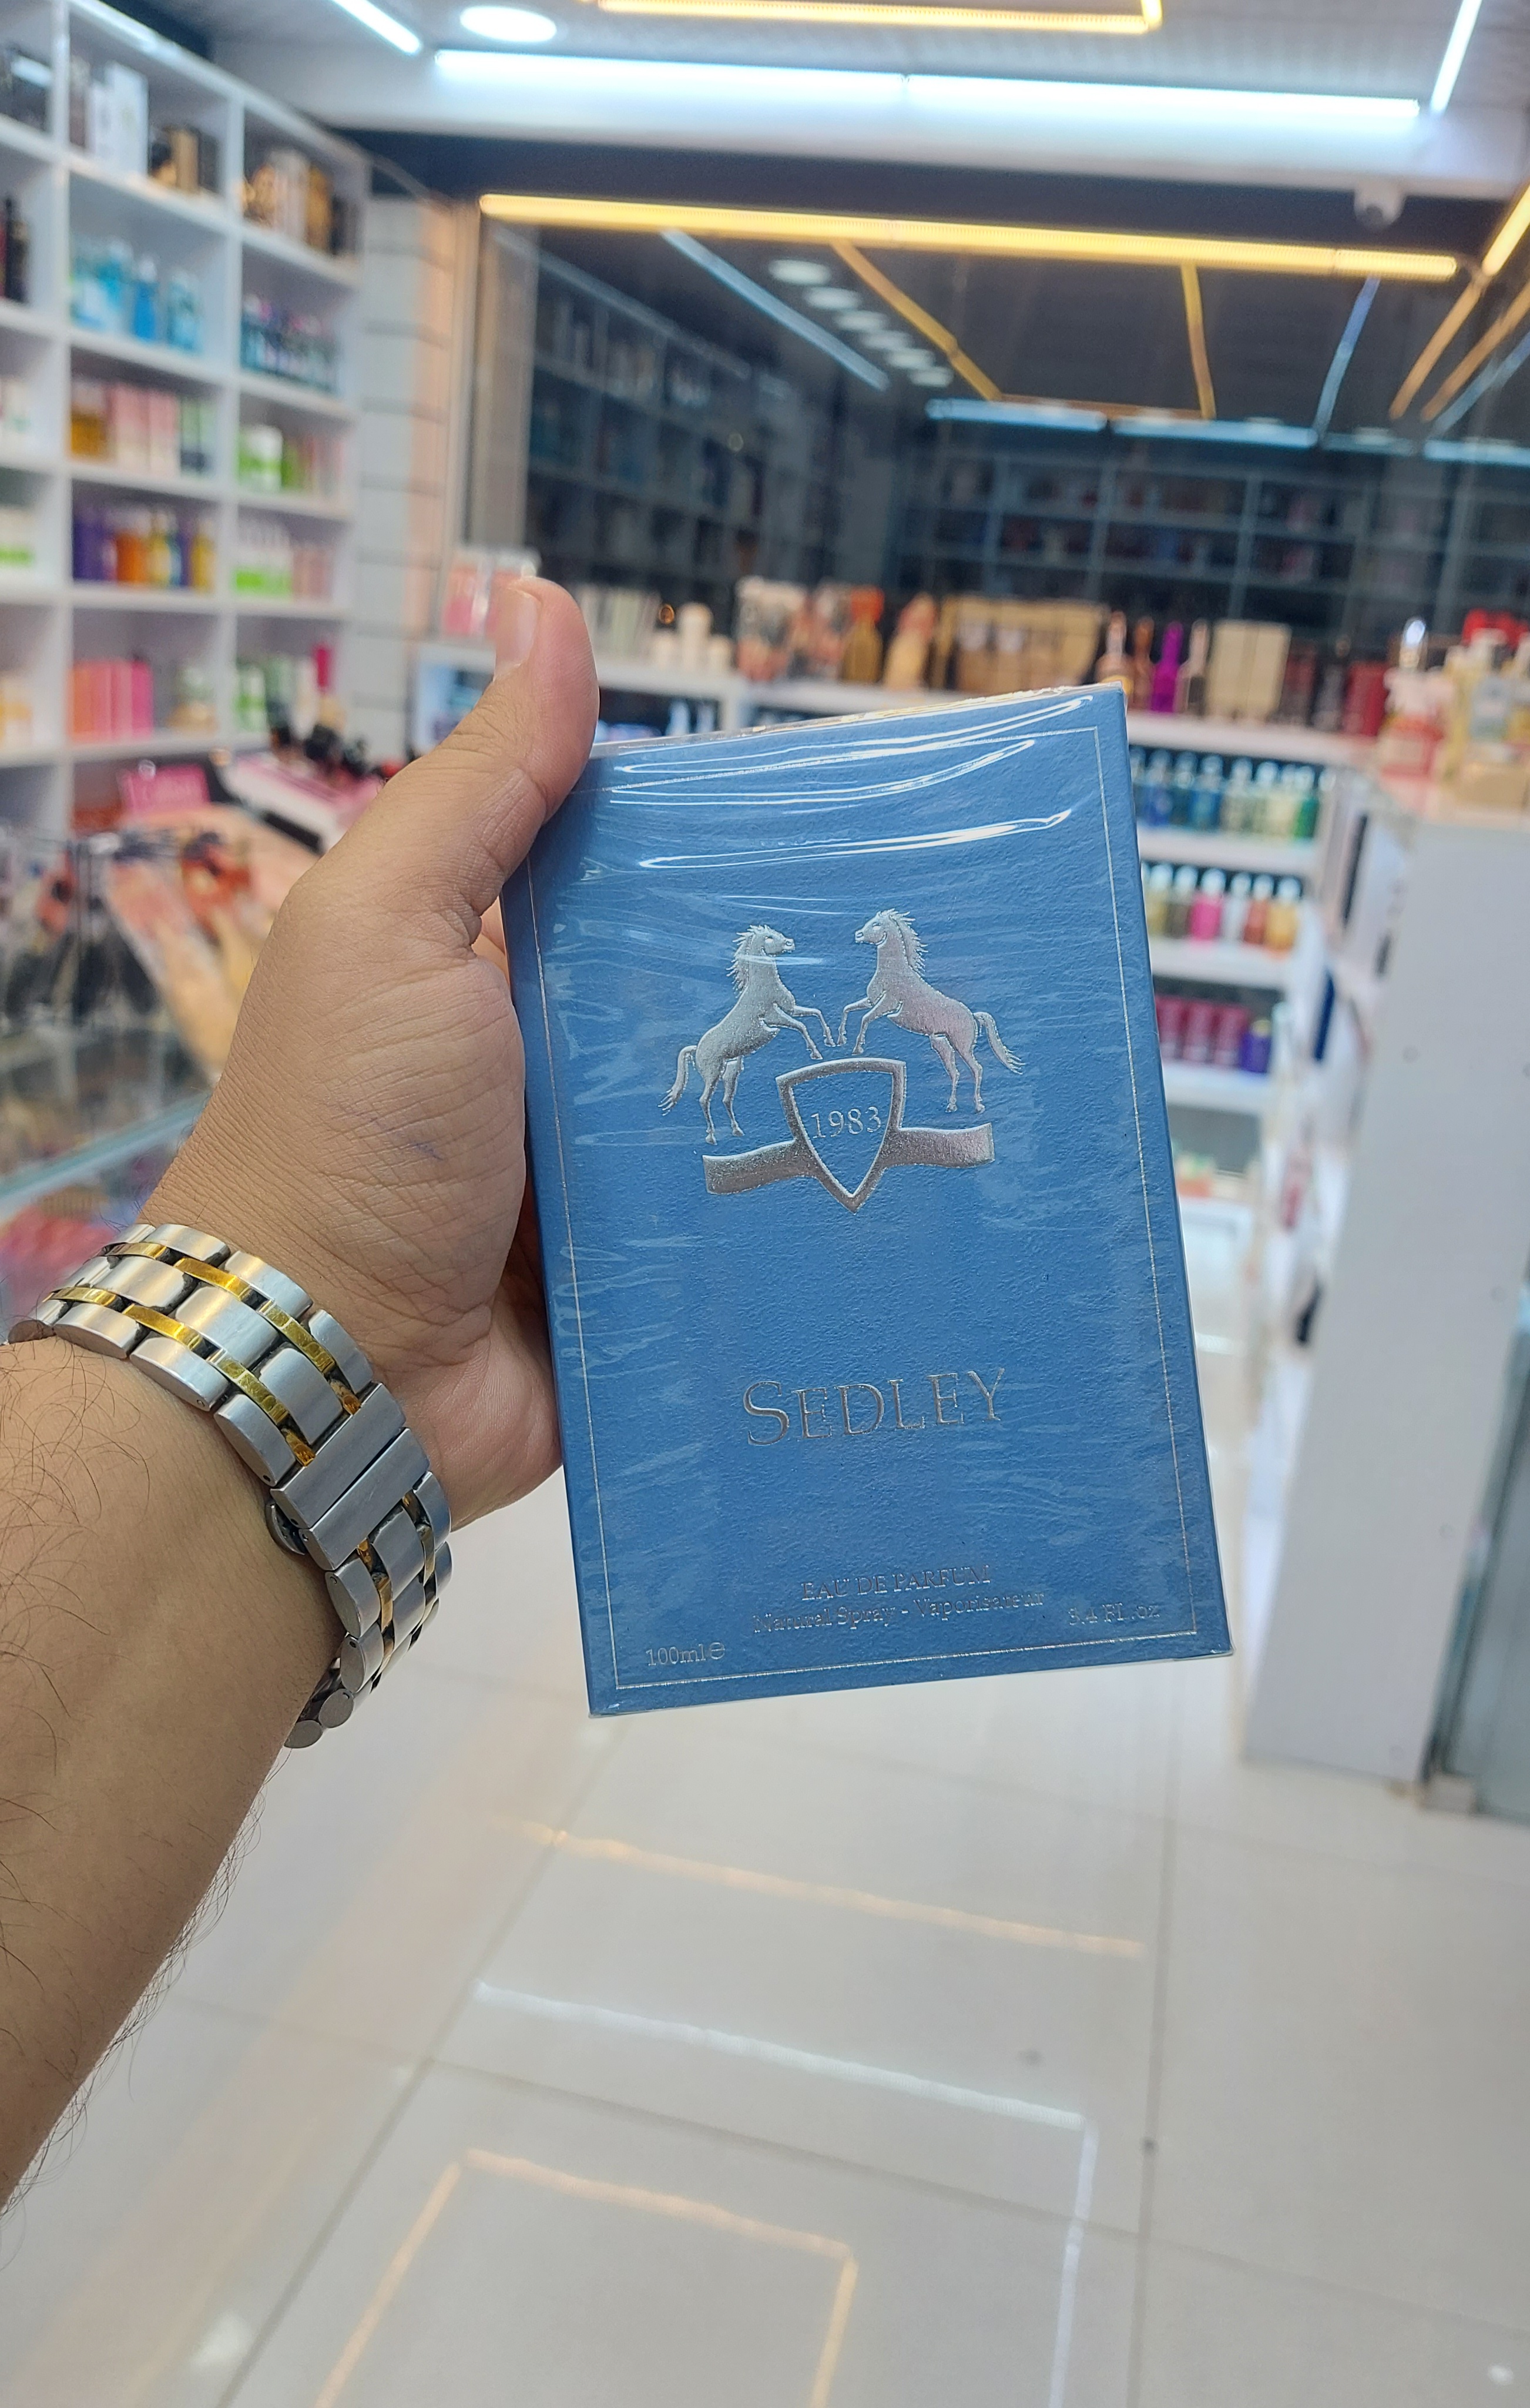 1983
SEDLEY
EAU DE PARFUM
Natural Spray - Vaporisateur
100ml℮
3.4 FL .oz